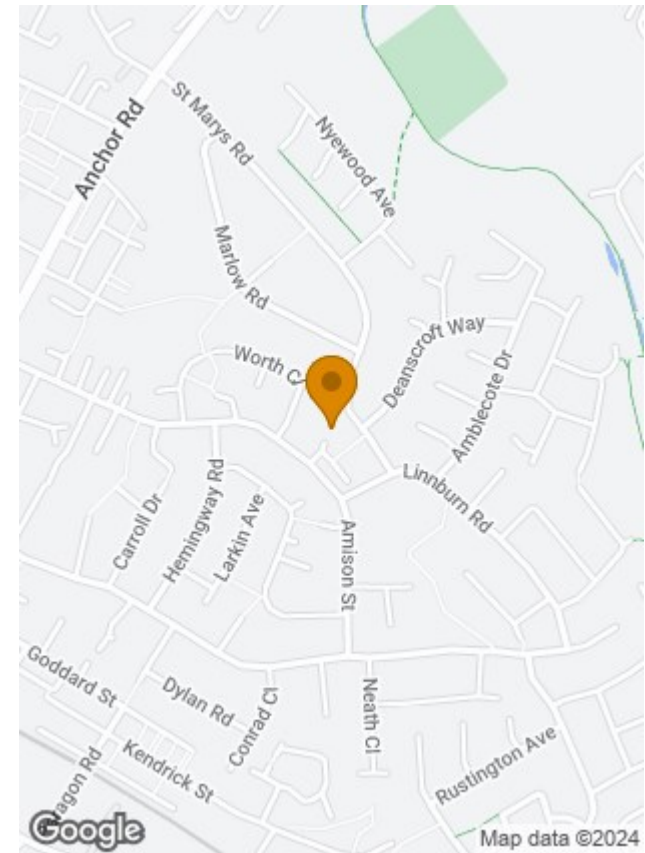 Anchor Rd
St Marys Rd
Nyewood Ave
Marlow Rd
Deanscroft Way
Worth C
Amblecote Dr
Linnburn Rd
Carroll Dr
Hemingway Rd
Larkin Ave
Amison St
Goddard St
Dylan Rd
Conrad Cl
Neath Cl
Kendrick St
Rustington Ave
agon Rd
Google
Map data ©2024